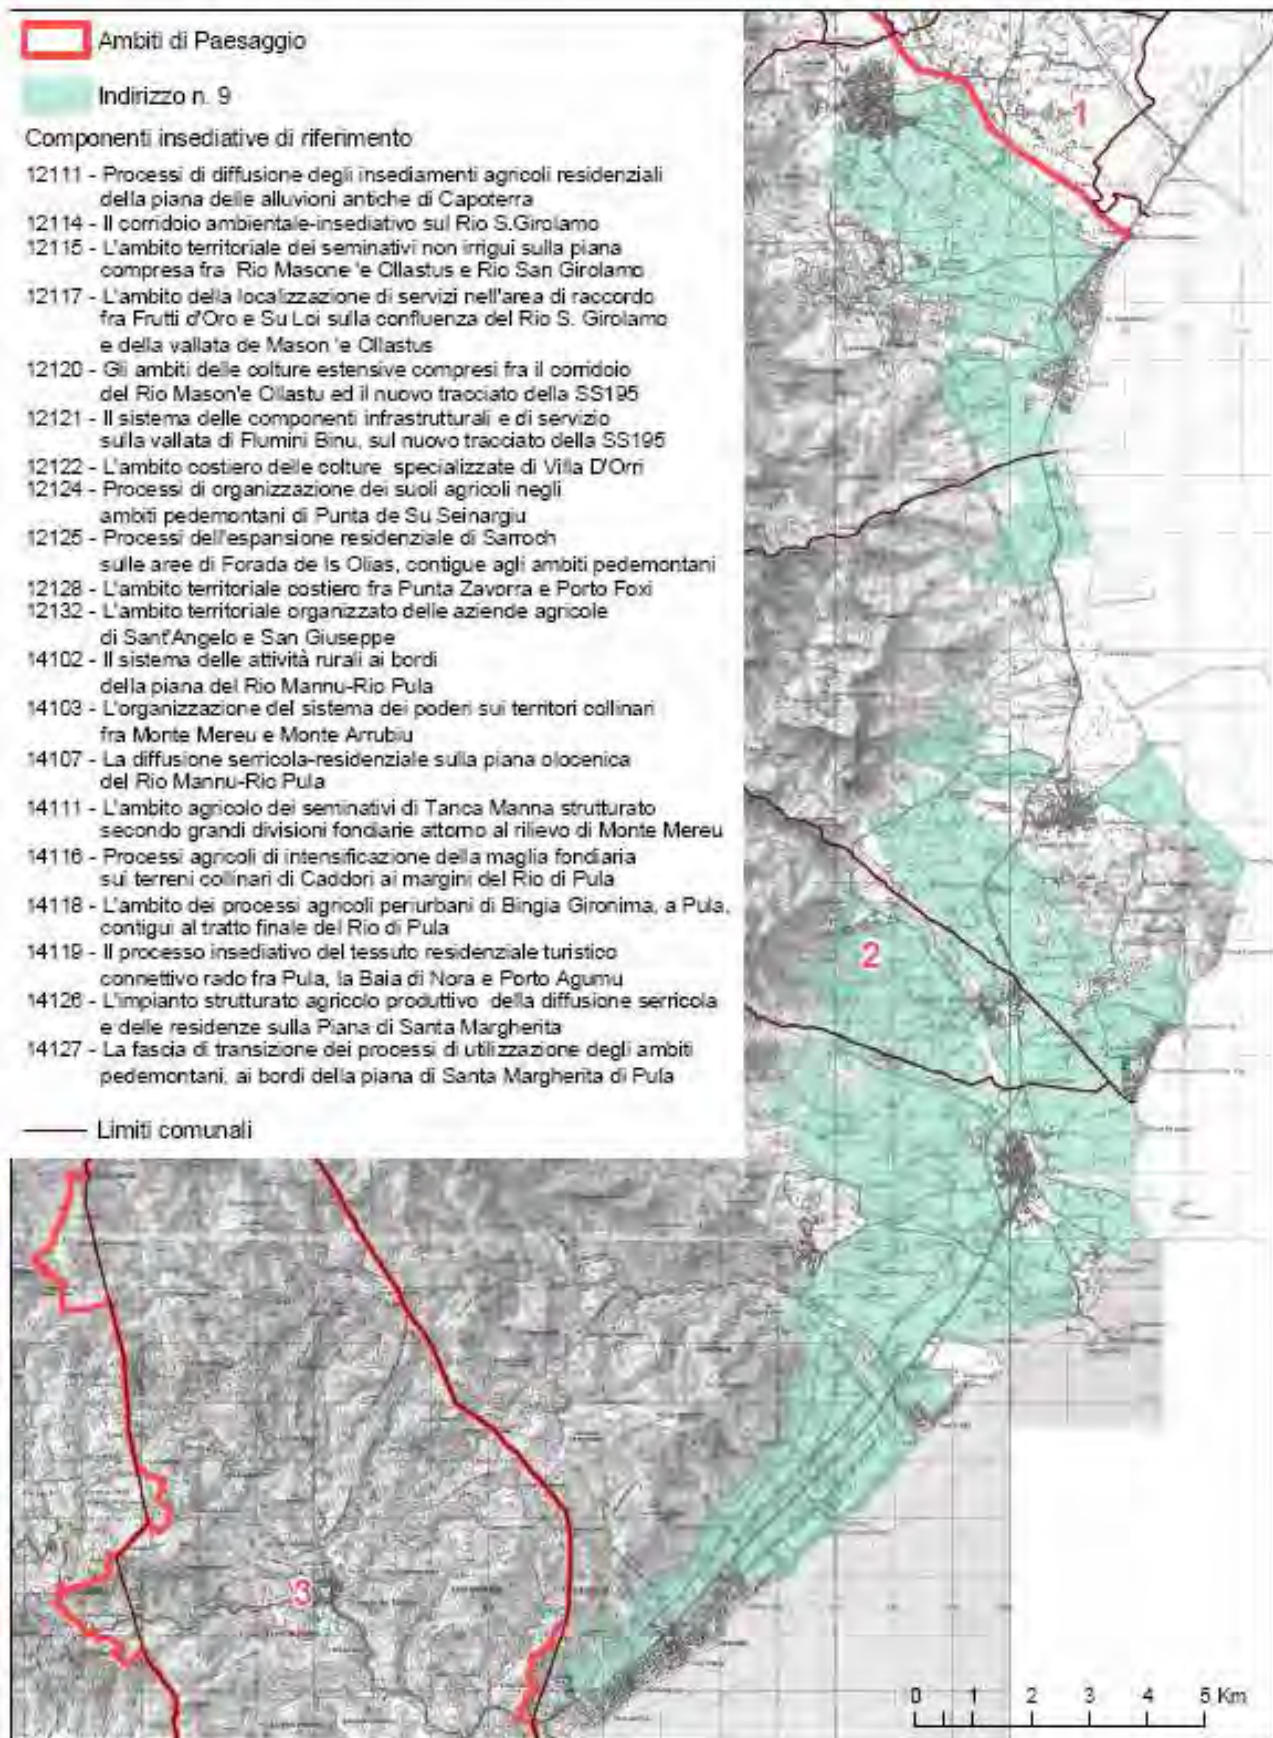 Ambiti di Paesaggio
Indirizzo n. 9
Componenti insediative di riferimento
12111 - Processi di diffusione degli insediamenti agricoli residenziali
della piana delle alluvioni antiche di Capoterra
12114 - Il corridoio ambientale-insediativo sul Rio S.Girolamo
12115 - L'ambito territoriale dei seminativi non irrigui sulla piana
compresa fra Rio Masone 'e Ollastus e Rio San Girolamo
12117 - L'ambito della localizzazione di servizi nell'area di raccordo
fra Frutti d'Oro e Su Loi sulla confluenza del Rio S. Girolamo
e della vallata de Mason 'e Ollastus
12120 - Gli ambiti delle colture estensive compresi fra il corridoio
del Rio Mason'e Ollastu ed il nuovo tracciato della SS195
12121 - Il sistema delle componenti infrastrutturali e di servizio
sulla vallata di Flumini Binu, sul nuovo tracciato della SS195
12122 - L'ambito costiero delle colture specializzate di Villa D'Orri
12124 - Processi di organizzazione dei suoli agricoli negli
ambiti pedemontani di Punta de Su Seinargiu
12125 - Processi dell'espansione residenziale di Sarroch
sulle aree di Forada de Is Olias, contigue agli ambiti pedemontani
12128 - L'ambito territoriale costiero fra Punta Zavorra e Porto Foxi
12132 - L'ambito territoriale organizzato delle aziende agricole
di Sant'Angelo e San Giuseppe
14102 - Il sistema delle attività rurali ai bordi
della piana del Rio Mannu-Rio Pula
14103 - L'organizzazione del sistema dei poderi sui territori collinari
fra Monte Mereu e Monte Arrubiu
14107 - La diffusione serricola-residenziale sulla piana olocenica
del Rio Mannu-Rio Pula
14111 - L'ambito agricolo dei seminativi di Tanca Manna strutturato
secondo grandi divisioni fondiarie attorno al rilievo di Monte Mereu
14116 - Processi agricoli di intensificazione della maglia fondiaria
sui terreni collinari di Caddori ai margini del Rio di Pula
14118 - L'ambito dei processi agricoli periurbani di Bingia Gironima, a Pula,
contigui al tratto finale del Rio di Pula
14119 - Il processo insediativo del tessuto residenziale turistico
connettivo rado fra Pula, la Baia di Nora e Porto Agumu
14126 - L'impianto strutturato agricolo produttivo della diffusione serricola
e delle residenze sulla Piana di Santa Margherita
14127 - La fascia di transizione dei processi di utilizzazione degli ambiti
pedemontani, ai bordi della piana di Santa Margherita di Pula
Limiti comunali
1
2
3
0 1 2 3 4 5 Km